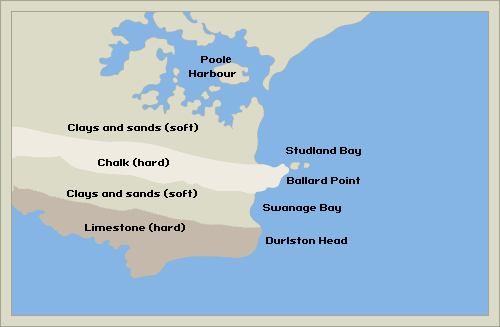 Poole
Harbour
Clays and sands (soft)
Studland Bay
Chalk (hard)
Ballard Point
Clays and sands (soft)
Swanage Bay
Limestone (hard)
Durlston Head